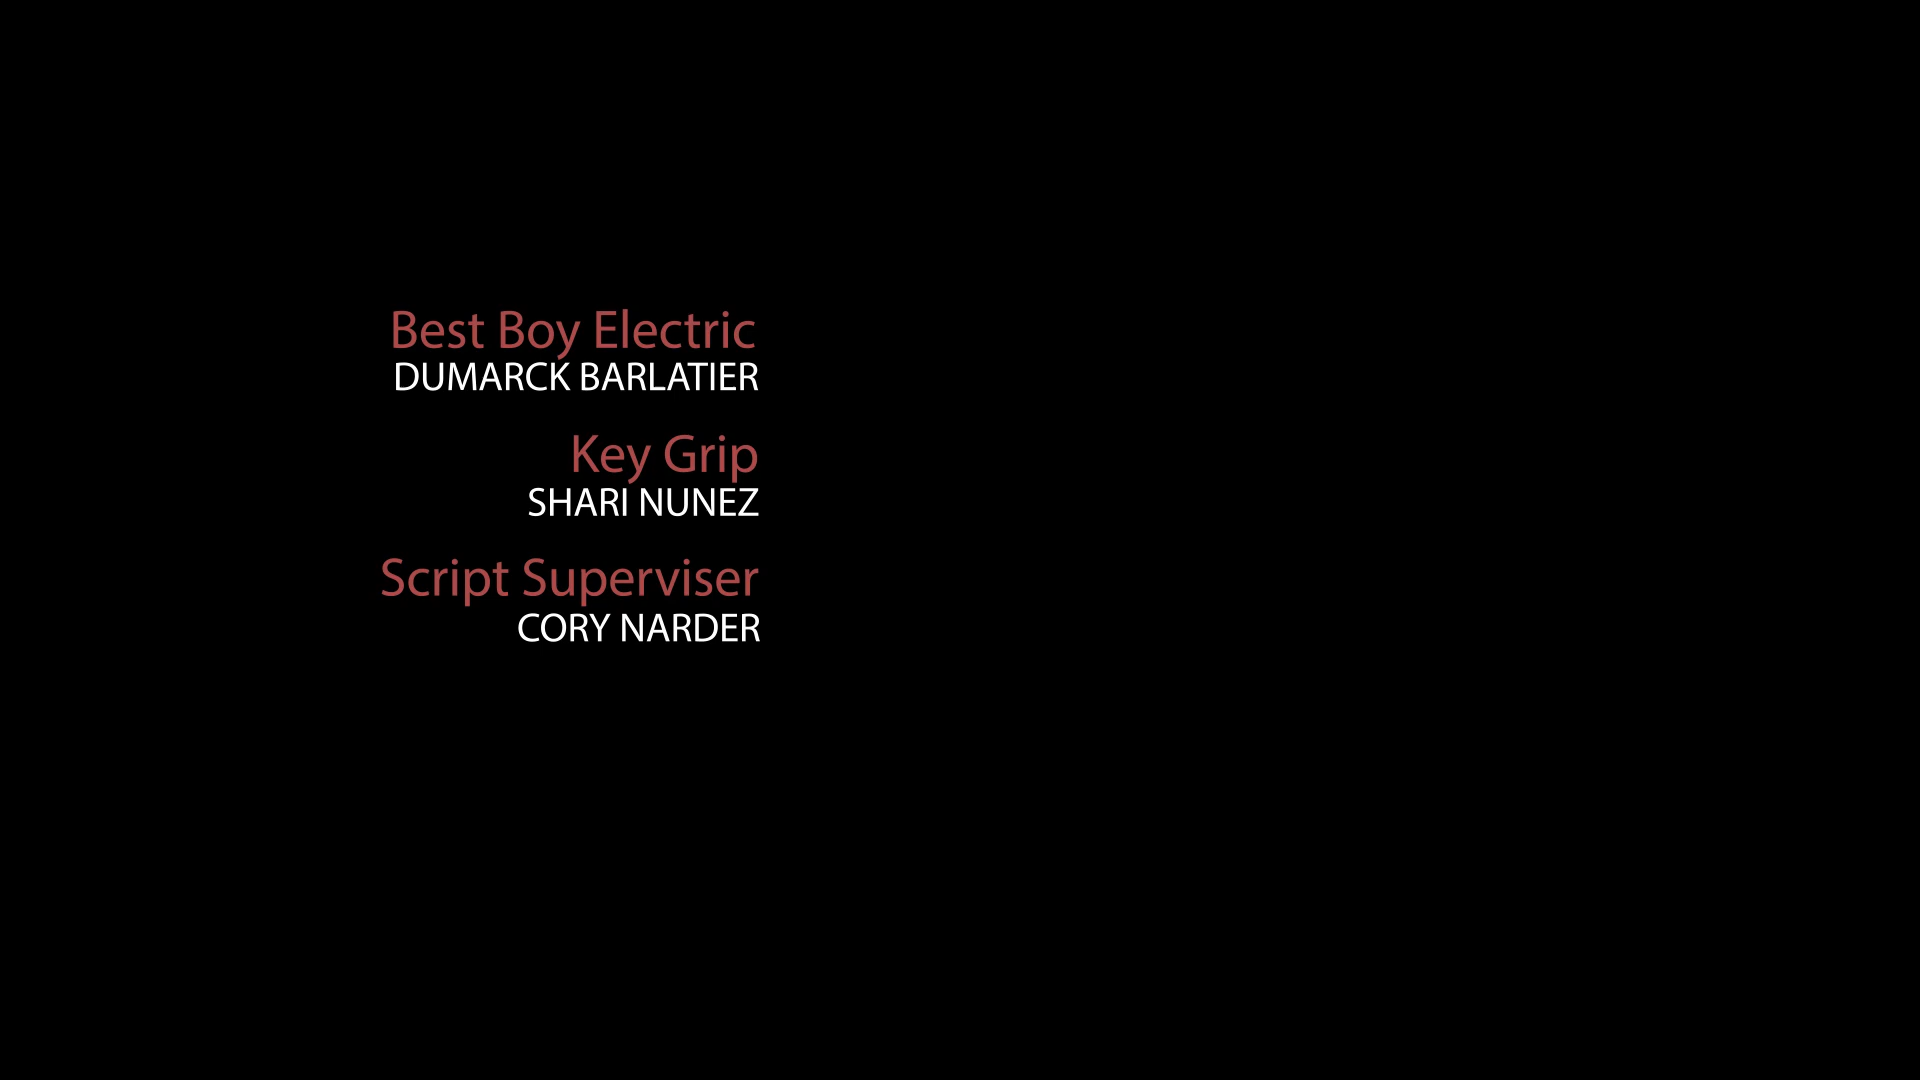 Best Boy Electric
DUMARCK BARLATIER
Key Grip
SHARI NUNEZ
Script Superviser
CORY NARDER